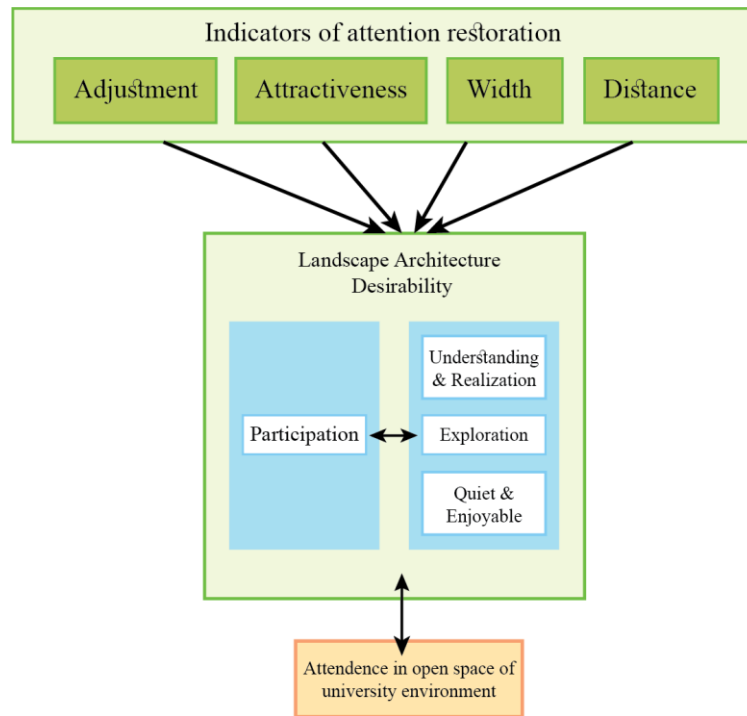 Indicators of attention restoration
Adjustment
Attractiveness
Width
Distance
Landscape Architecture
Desirability
Participation
Understanding
& Realization
Exploration
Quiet &
Enjoyable
Attendence in open space of
university environment